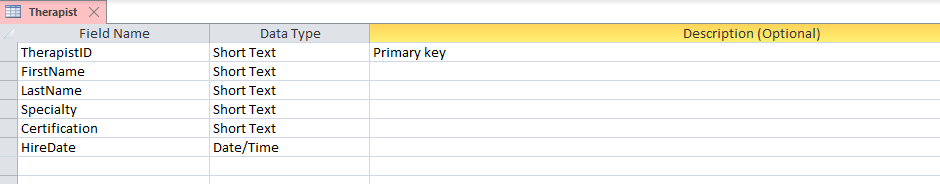 Therapist
Field Name Data Type Description (Optional)
TherapistID Short Text Primary key
FirstName Short Text
LastName Short Text
Specialty Short Text
Certification Short Text
HireDate Date/Time